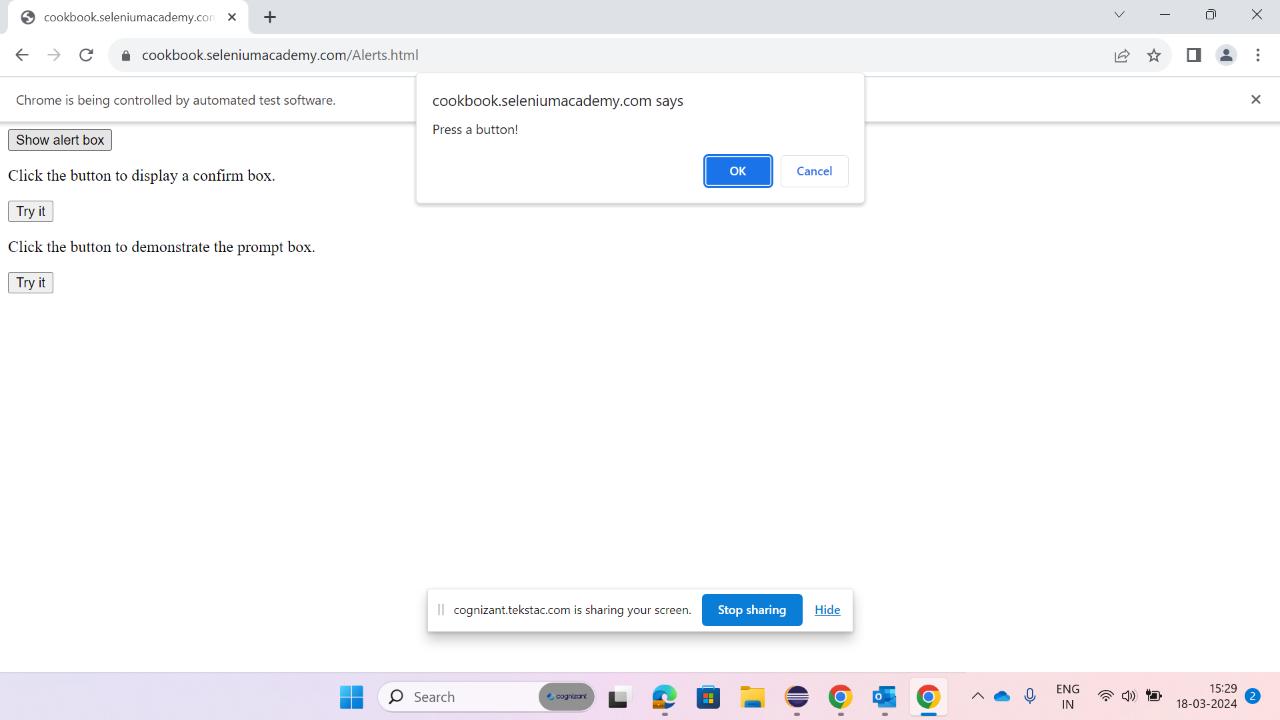 cookbook.seleniumacademy.con
cookbook.seleniumacademy.com/Alerts.html
Chrome is being controlled by automated test software.
cookbook.seleniumacademy.com says
Press a button!
OK
Cancel
Show alert box
Click the button to display a confirm box.
Try it
Click the button to demonstrate the prompt box.
Try it
cognizant.tekstac.com is sharing your screen.
Stop sharing
Hide
Search
cognizant
ENG
IN
15:29
18-03-2024
2